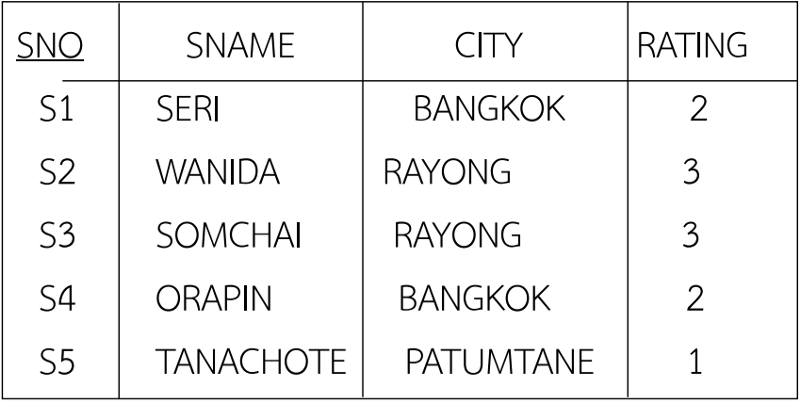 SNO SNAME CITY RATING
S1 SERI BANGKOK 2
S2 WANIDA RAYONG 3
S3 SOMCHAI RAYONG 3
S4 ORAPIN BANGKOK 2
S5 TANACHOTE PATUMTANE 1